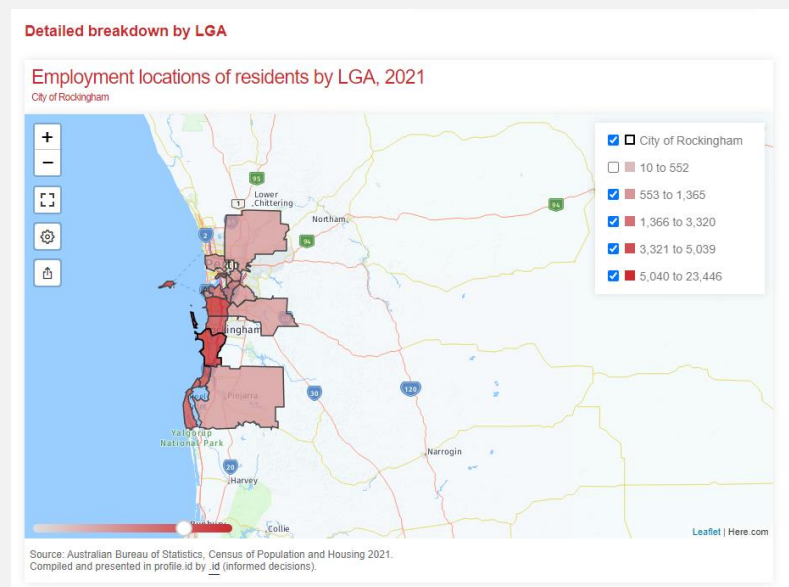 Detailed breakdown by LGA
Employment locations of residents by LGA, 2021
City of Rockingham
+
−
City of Rockingham
10 to 552
553 to 1,365
1,366 to 3,320
3,321 to 5,039
5,040 to 23,446
95
Lower
Chittering
1
Northam
94
2
94
Perth
ingham
Pinjarra
30
120
Yalgorup
National Park
Narrogin
20
Harvey
Bunbury
Collie
Leaflet | Here.com
Source: Australian Bureau of Statistics, Census of Population and Housing 2021.
Compiled and presented in profile.id by .id (informed decisions).